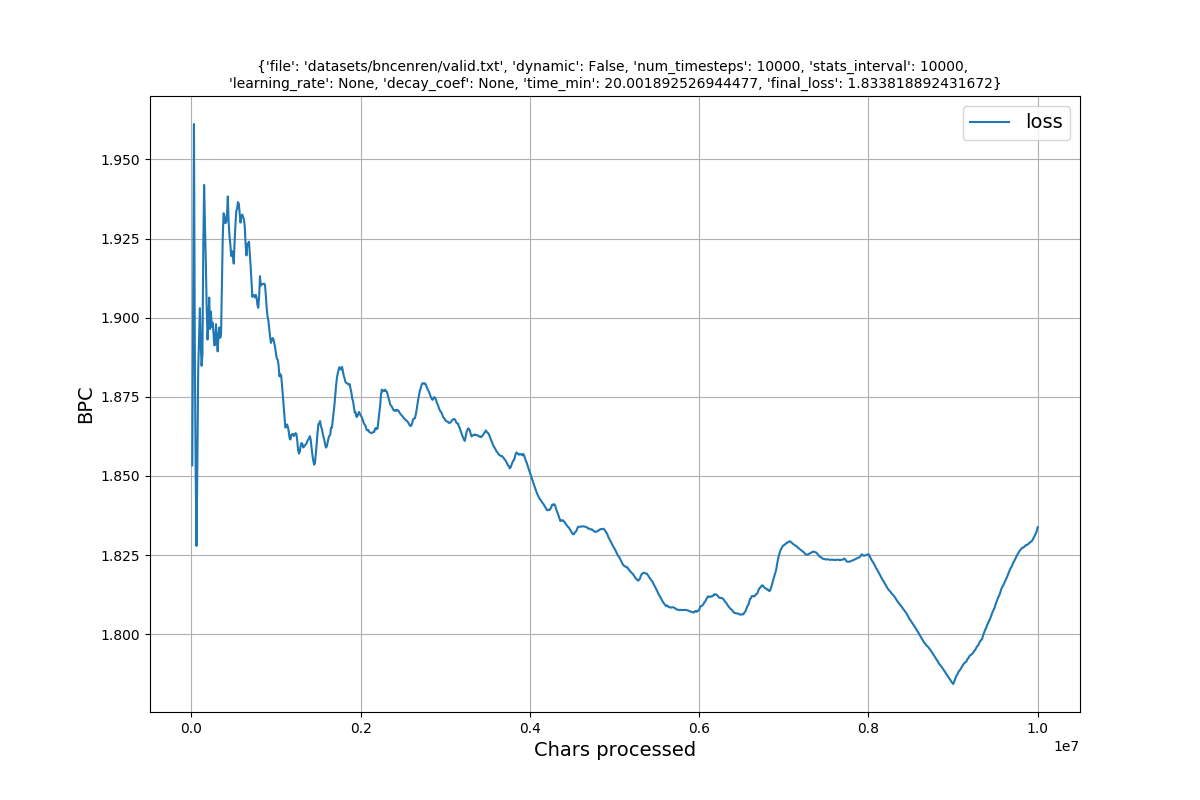 {'file': 'datasets/bncenren/valid.txt', 'dynamic': False, 'num_timesteps': 10000, 'stats_interval': 10000,
'learning_rate': None, 'decay_coef': None, 'time_min': 20.001892526944477, 'final_loss': 1.833818892431672}
loss
1.950
1.925
1.900
1.875
1.850
1.825
1.800
BPC
0.0 0.2 0.4 0.6 0.8 1.0
1e7
Chars processed